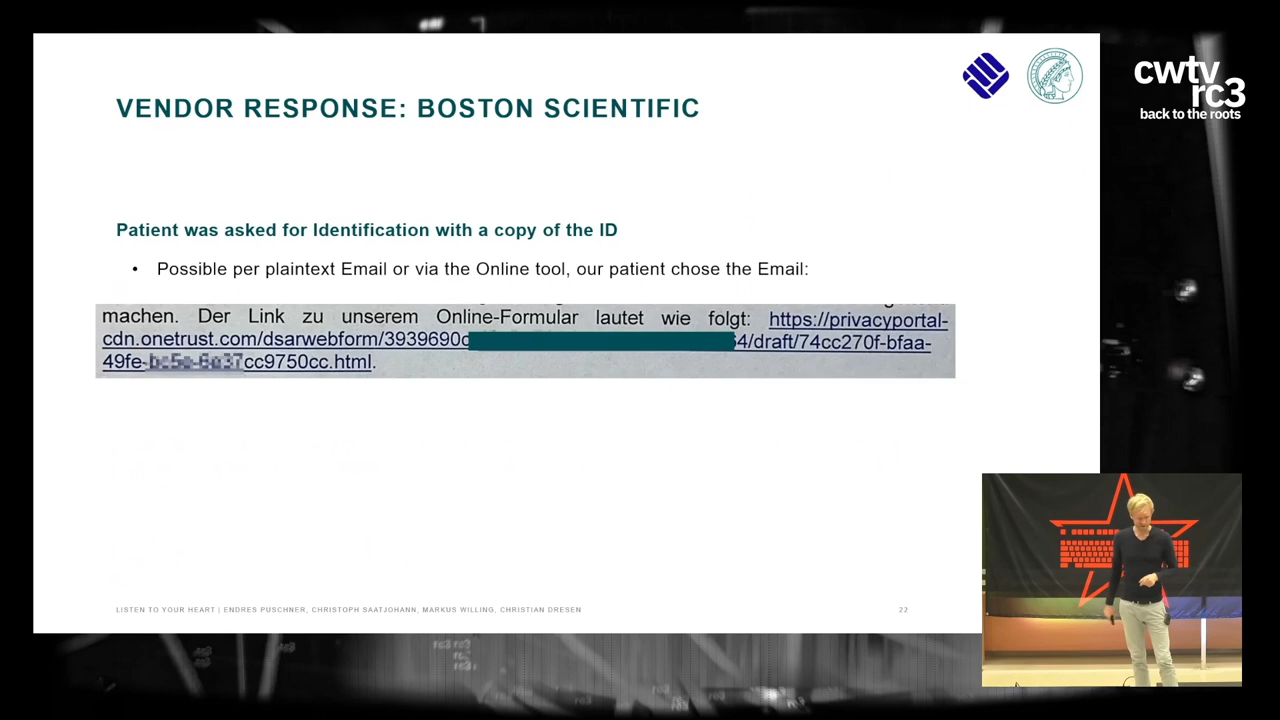 cwtv
rc3
back to the roots
VENDOR RESPONSE: BOSTON SCIENTIFIC
Patient was asked for Identification with a copy of the ID
• Possible per plaintext Email or via the Online tool, our patient chose the Email:
machen. Der Link zu unserem Online-Formular lautet wie folgt: https://privacyportal-
cdn.onetrust.com/dsarwebform/3939690 4/draft/74cc270f-bfaa-
49fe- cc9750cc.html.
LISTEN TO YOUR HEART | ENDRES PUSCHNER, CHRISTOPH SAATJOHANN, MARKUS WILLING, CHRISTIAN DRESEN
22